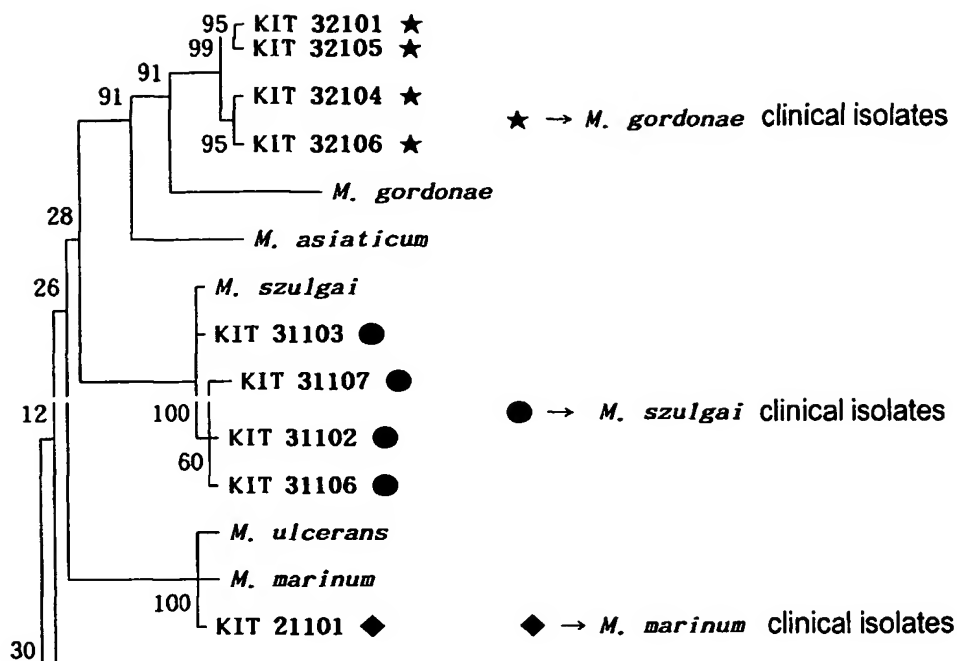 95 KIT 32101 ★
KIT 32105 ★
99
91
KIT 32104 ★
91
★ → M. gordonae clinical isolates
95 KIT 32106 ★
M. gordonae
28
M. asiaticum
26
M. szulgai
KIT 31103 ●
KIT 31107 ●
12
100
● → M. szulgai clinical isolates
KIT 31102 ●
60
KIT 31106 ●
M. ulcerans
M. marinum
100
KIT 21101 ◆
◆ → M. marinum clinical isolates
30